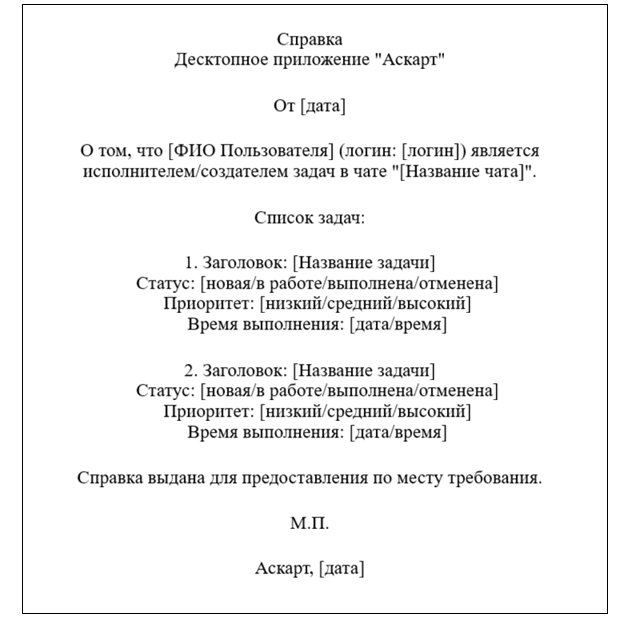 Справка
Десктопное приложение "Аскарт"
От [дата]
О том, что [ФИО Пользователя] (логин: [логин]) является
исполнителем/создателем задач в чате "[Название чата]".
Список задач:
1. Заголовок: [Название задачи]
Статус: [новая/в работе/выполнена/отменена]
Приоритет: [низкий/средний/высокий]
Время выполнения: [дата/время]
2. Заголовок: [Название задачи]
Статус: [новая/в работе/выполнена/отменена]
Приоритет: [низкий/средний/высокий]
Время выполнения: [дата/время]
Справка выдана для предоставления по месту требования.
М.П.
Аскарт, [дата]